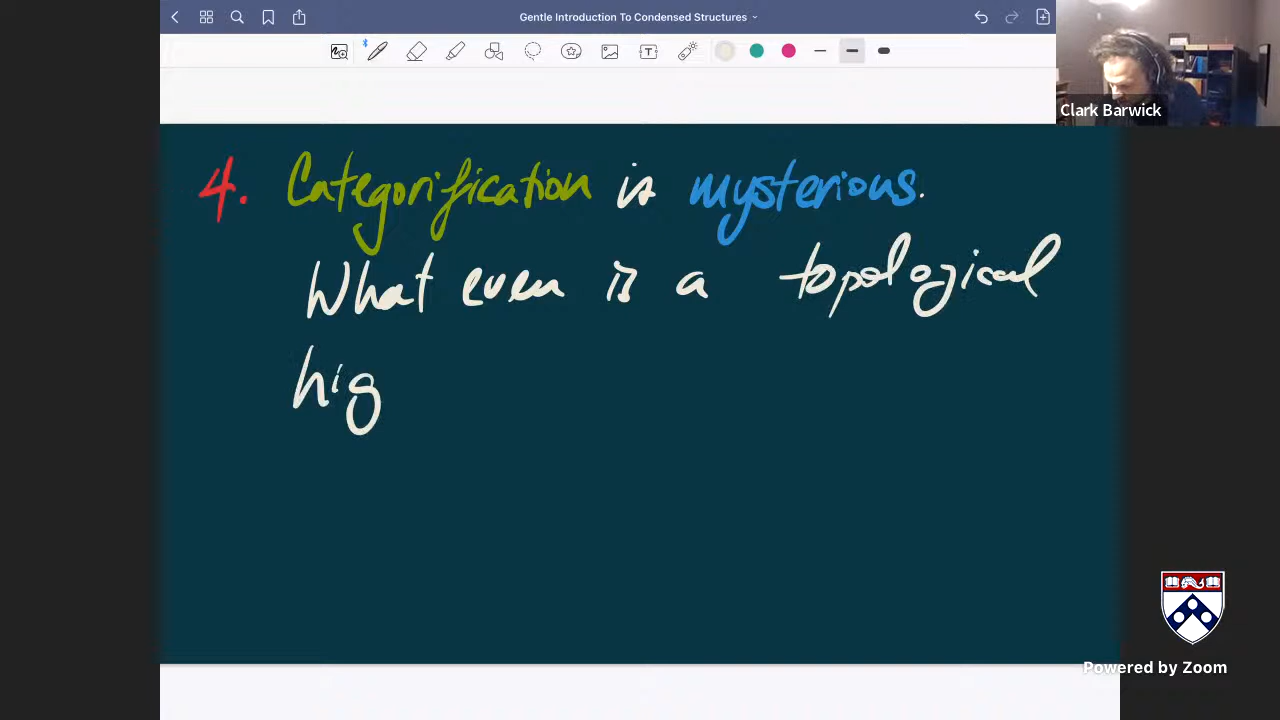 Gentle Introduction To Condensed Structures
Clark Barwick
4. Categorification is mysterious.
What even is a topological
hig
Powered by Zoom